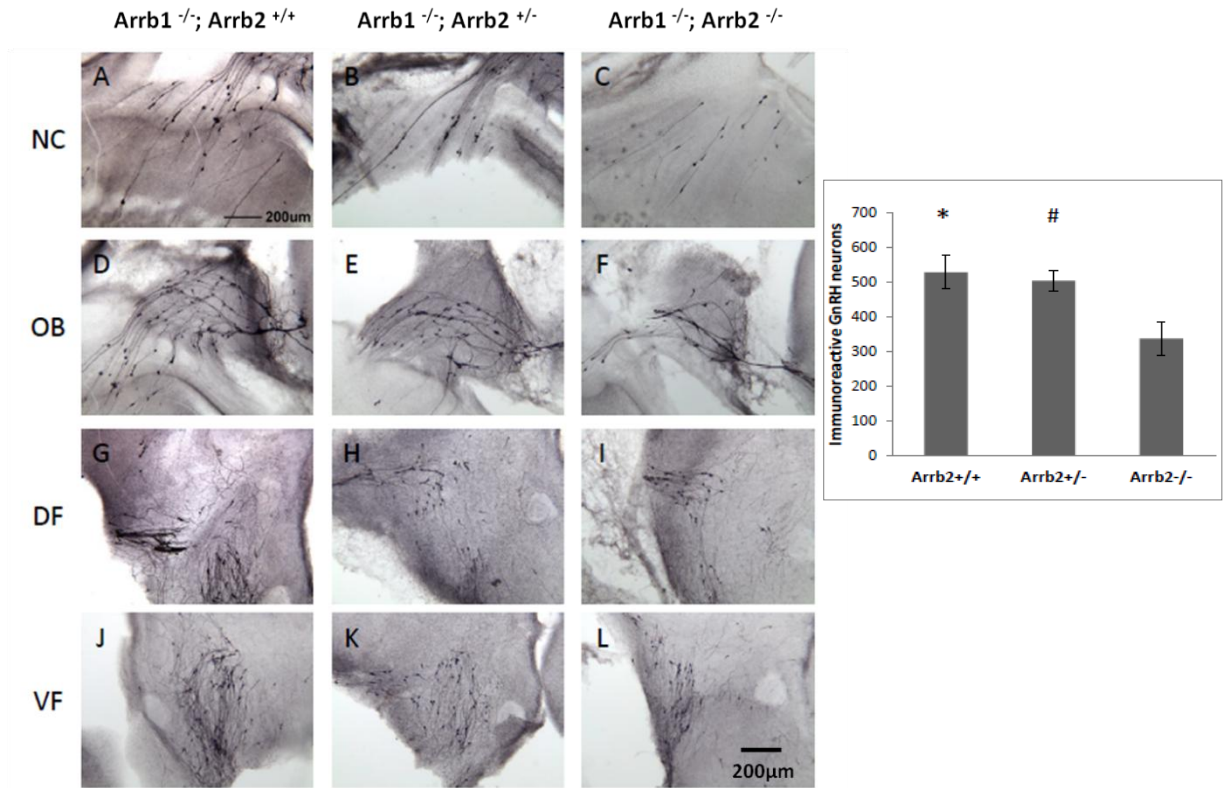 Arrb1 -/-; Arrb2 +/+
Arrb1 -/-; Arrb2 +/-
Arrb1 -/-; Arrb2 -/-
NC
A
200um
B
C
OB
D
E
F
DF
G
H
I
VF
J
K
L
200μm
Immunoreactive GnRH neurons
700
600
500
400
300
200
100
0
*
#
Arrb2+/+
Arrb2+/-
Arrb2-/-